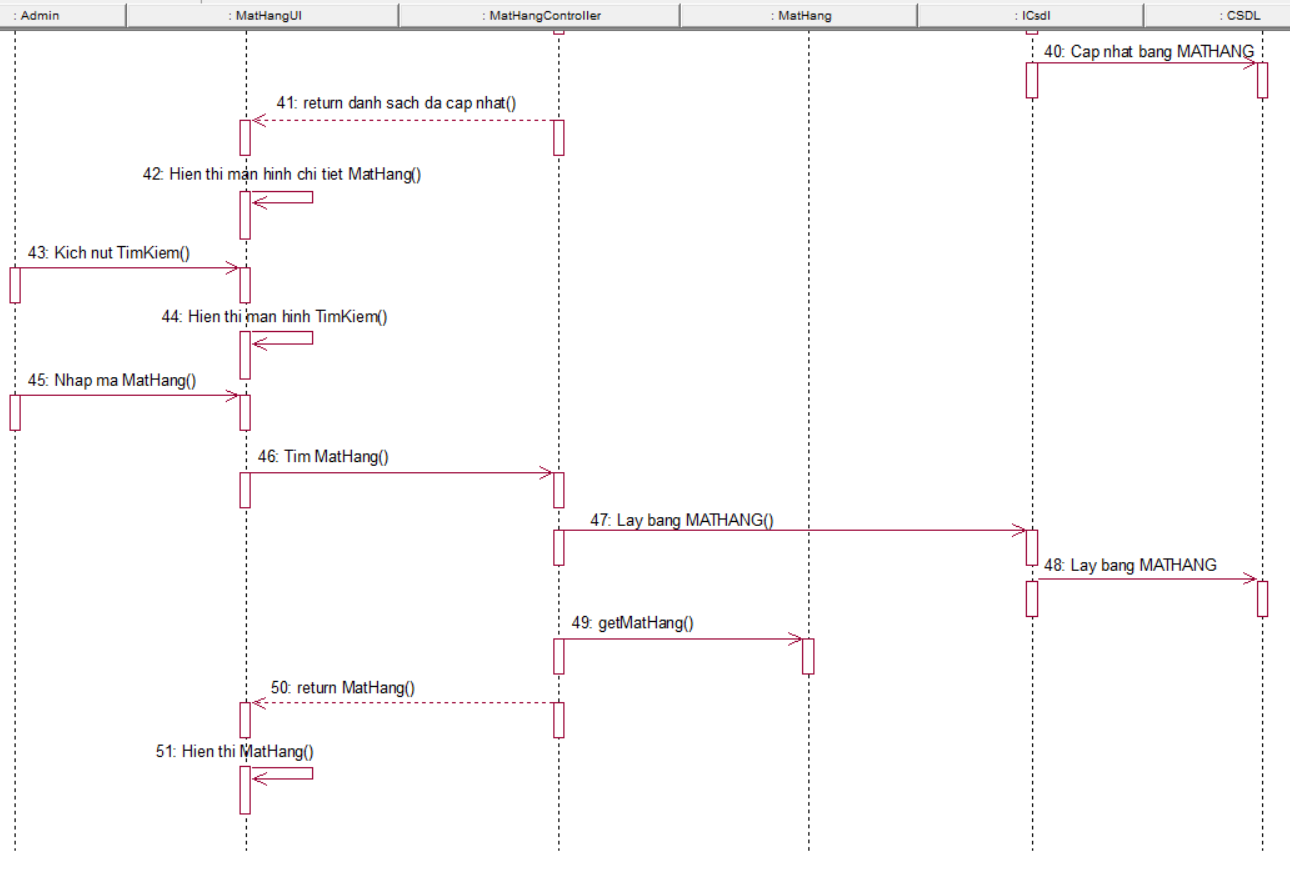 : Admin
: MatHangUI
: MatHangController
: MatHang
: ICsdl
: CSDL
40: Cap nhat bang MATHANG
41: return danh sach da cap nhat()
42: Hien thi man hinh chi tiet MatHang()
43: Kich nut TimKiem()
44: Hien thi man hinh TimKiem()
45: Nhap ma MatHang()
46: Tim MatHang()
47: Lay bang MATHANG()
48: Lay bang MATHANG
49: getMatHang()
50: return MatHang()
51: Hien thi MatHang()